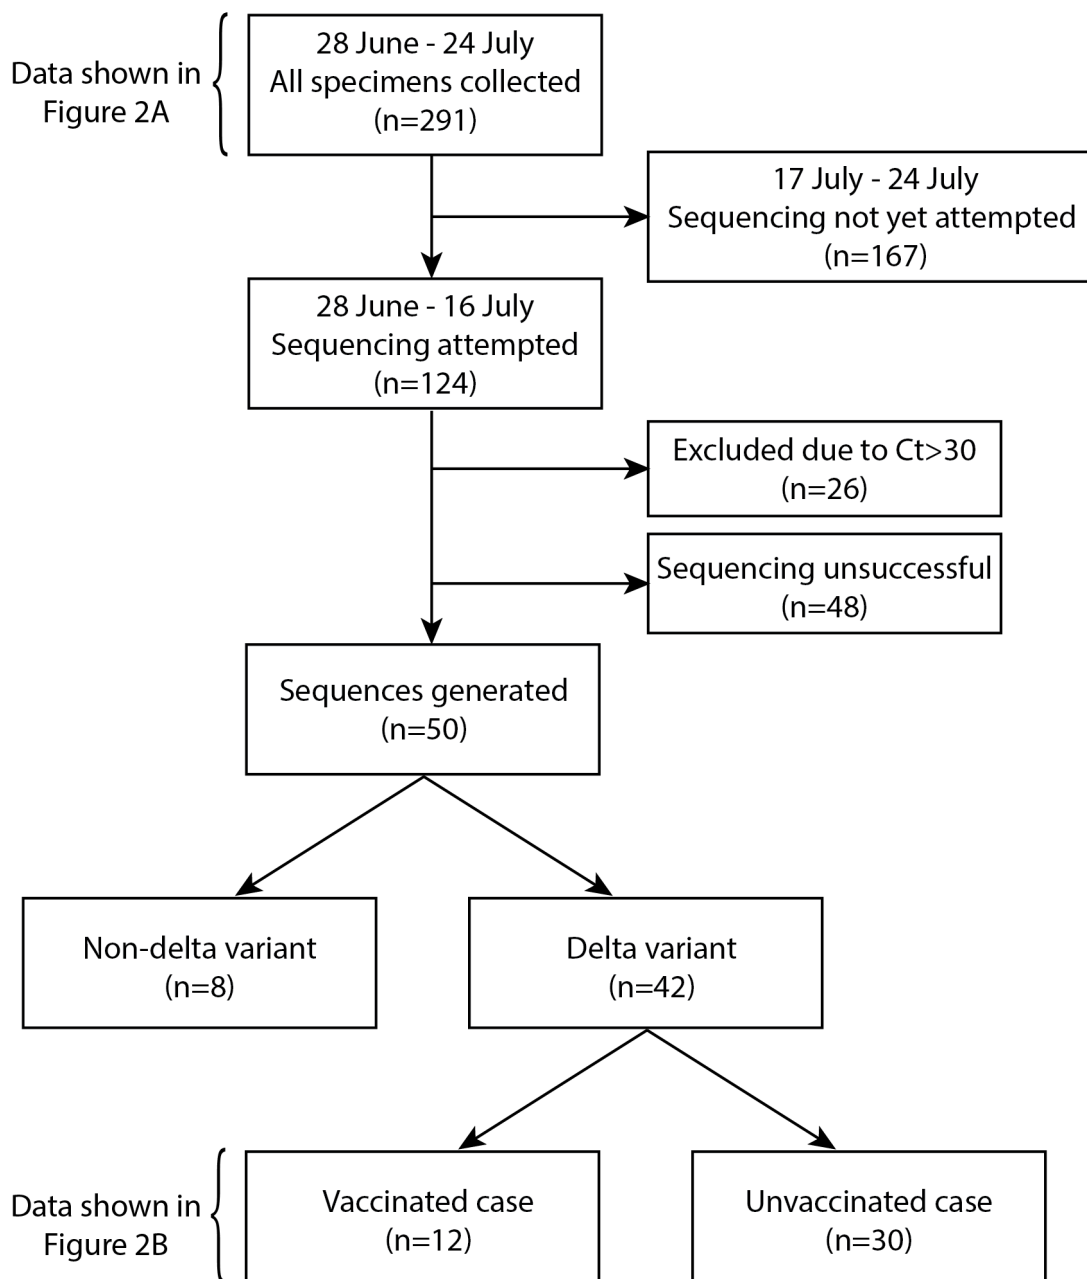 Data shown in
Figure 2A
28 June - 24 July
All specimens collected
(n=291)
17 July - 24 July
Sequencing not yet attempted
(n=167)
28 June - 16 July
Sequencing attempted
(n=124)
Excluded due to Ct>30
(n=26)
Sequencing unsuccessful
(n=48)
Sequences generated
(n=50)
Non-delta variant
(n=8)
Delta variant
(n=42)
Data shown in
Figure 2B
Vaccinated case
(n=12)
Unvaccinated case
(n=30)